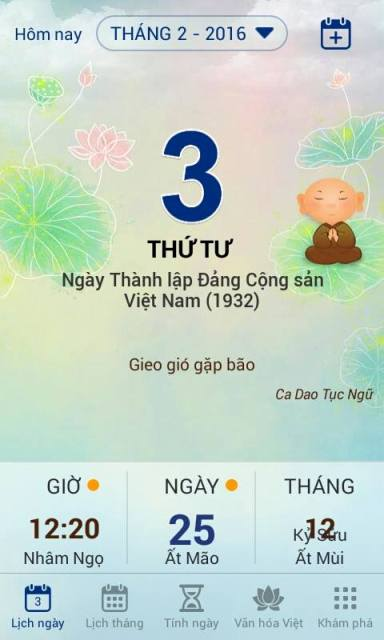 Hôm nay
THÁNG 2 - 2016
3
THỨ TƯ
Ngày Thành lập Đảng Cộng sản
Việt Nam (1932)
Gieo gió gặp bão
Ca Dao Tục Ngữ
GIỜ NGÀY THÁNG
12:20 25 12
Kỷ Sửu
Nhâm Ngọ Ất Mão Ất Mùi
3
Lịch ngày Lịch tháng Tính ngày Văn hóa Việt Khám phá